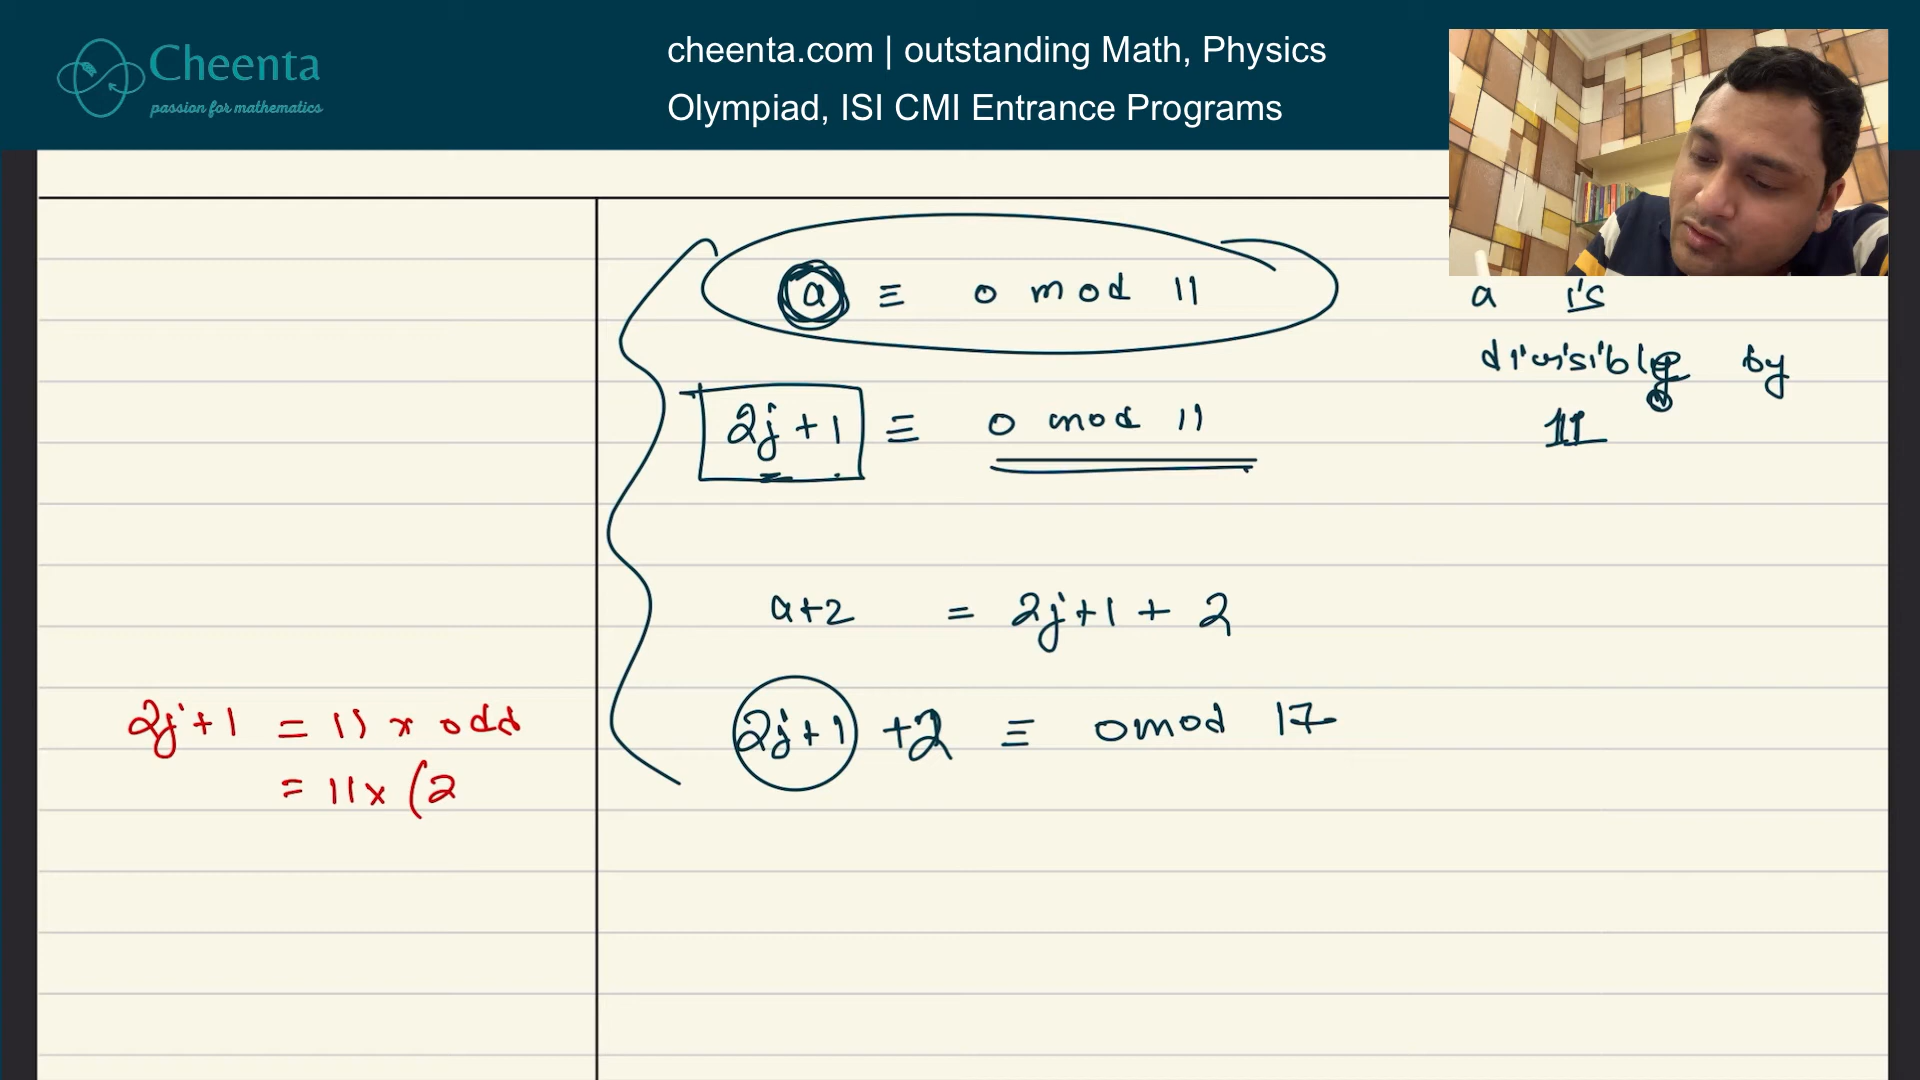 Cheenta
passion for mathematics
cheenta.com | outstanding Math, Physics
Olympiad, ISI CMI Entrance Programs
a ≡ 0 mod 11
a is
divisible by
11
2j + 1 ≡ 0 mod 11
a+2 = 2j+1 + 2
2j+1 +2 ≡ 0 mod 17
2j+1 = 11 x odd
= 11 x (2